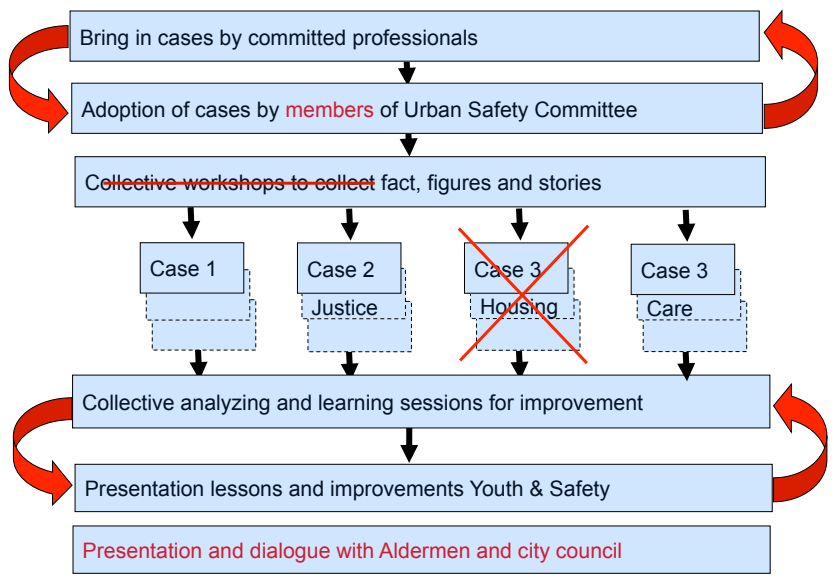 Bring in cases by committed professionals
Adoption of cases by members of Urban Safety Committee
Collective workshops to collect fact, figures and stories
Case 1
Case 2
Case 3
Case 3
Justice
Housing
Care
Collective analyzing and learning sessions for improvement
Presentation lessons and improvements Youth & Safety
Presentation and dialogue with Aldermen and city council